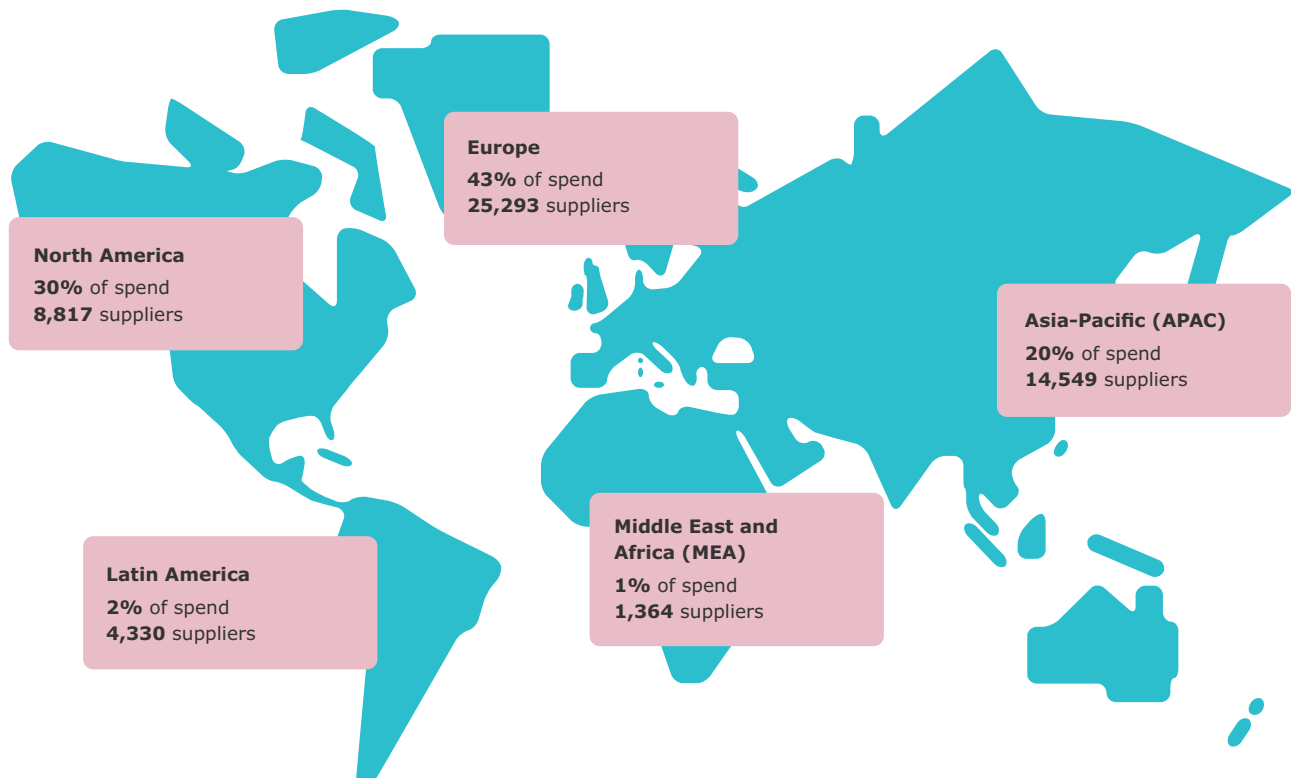 Europe
43% of spend
25,293 suppliers
North America
30% of spend
8,817 suppliers
Asia-Pacific (APAC)
20% of spend
14,549 suppliers
Middle East and
Africa (MEA)
1% of spend
1,364 suppliers
Latin America
2% of spend
4,330 suppliers